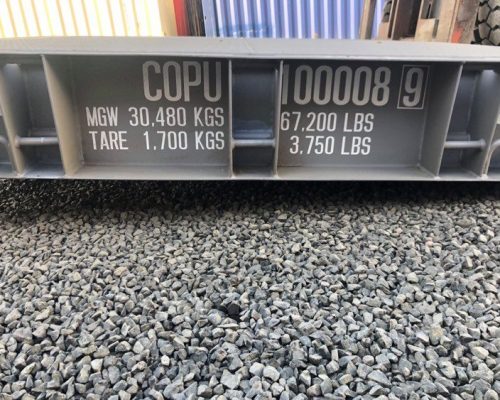 COPU 100008 9
MGW 30,480 KGS 67,200 LBS
TARE 1,700 KGS 3,750 LBS